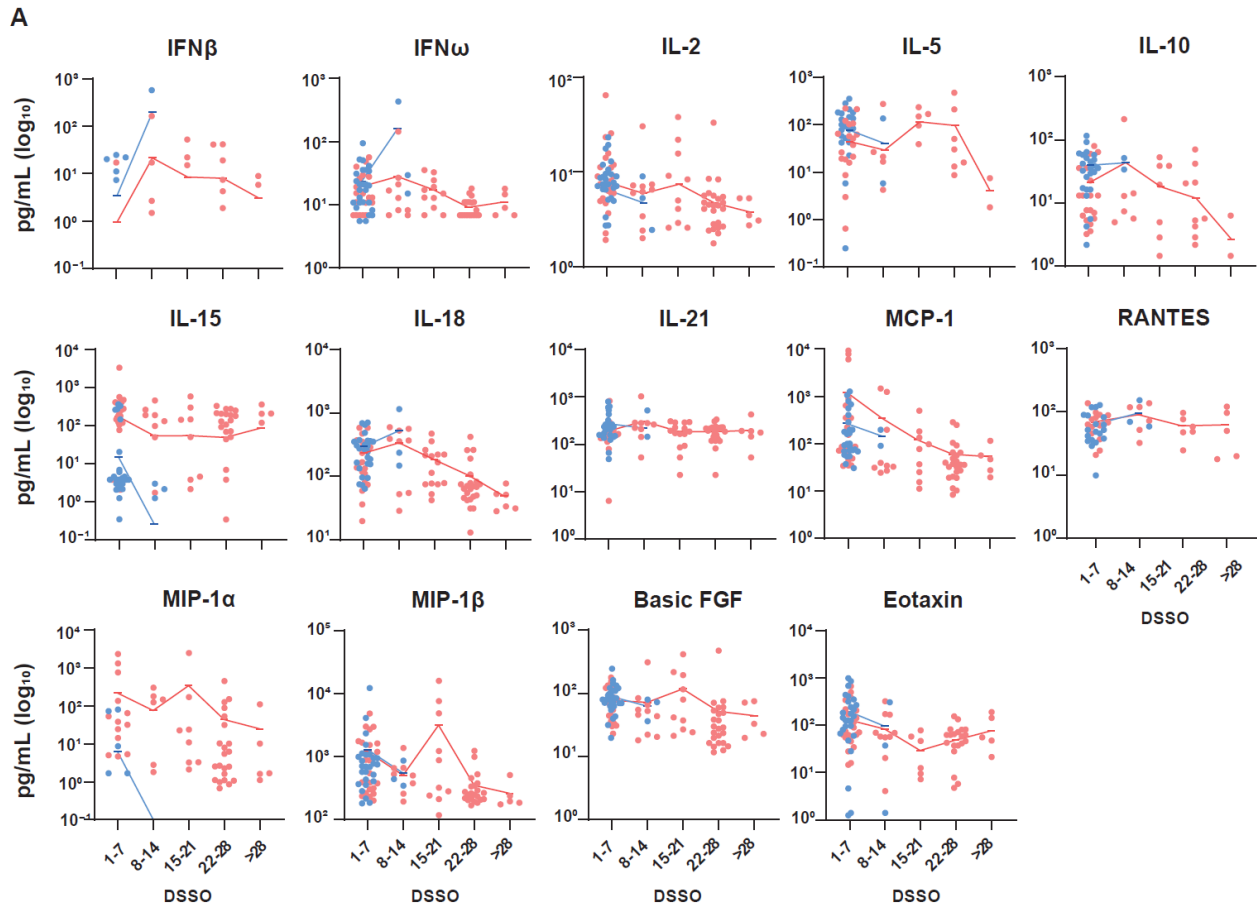 A
IFNβ IFNω IL-2 IL-5 IL-10
pg/mL (log₁₀)
10³ 10² 10¹ 10⁰ 10⁻¹
10³ 10² 10¹ 10⁰
10² 10¹ 10⁰
10³ 10² 10¹ 10⁰ 10⁻¹
10³ 10² 10¹ 10⁰
IL-15 IL-18 IL-21 MCP-1 RANTES
pg/mL (log₁₀)
10⁴ 10³ 10² 10¹ 10⁰ 10⁻¹
10⁴ 10³ 10² 10¹
10⁴ 10³ 10² 10¹ 10⁰
10⁴ 10³ 10² 10¹ 10⁰
10³ 10² 10¹ 10⁰
1-7 8-14 15-21 22-28 >28
DSSO
MIP-1α MIP-1β Basic FGF Eotaxin
pg/mL (log₁₀)
10⁴ 10³ 10² 10¹ 10⁰ 10⁻¹
10⁵ 10⁴ 10³ 10²
10³ 10² 10¹ 10⁰
10⁴ 10³ 10² 10¹ 10⁰
1-7 8-14 15-21 22-28 >28
1-7 8-14 15-21 22-28 >28
1-7 8-14 15-21 22-28 >28
1-7 8-14 15-21 22-28 >28
DSSO DSSO DSSO DSSO